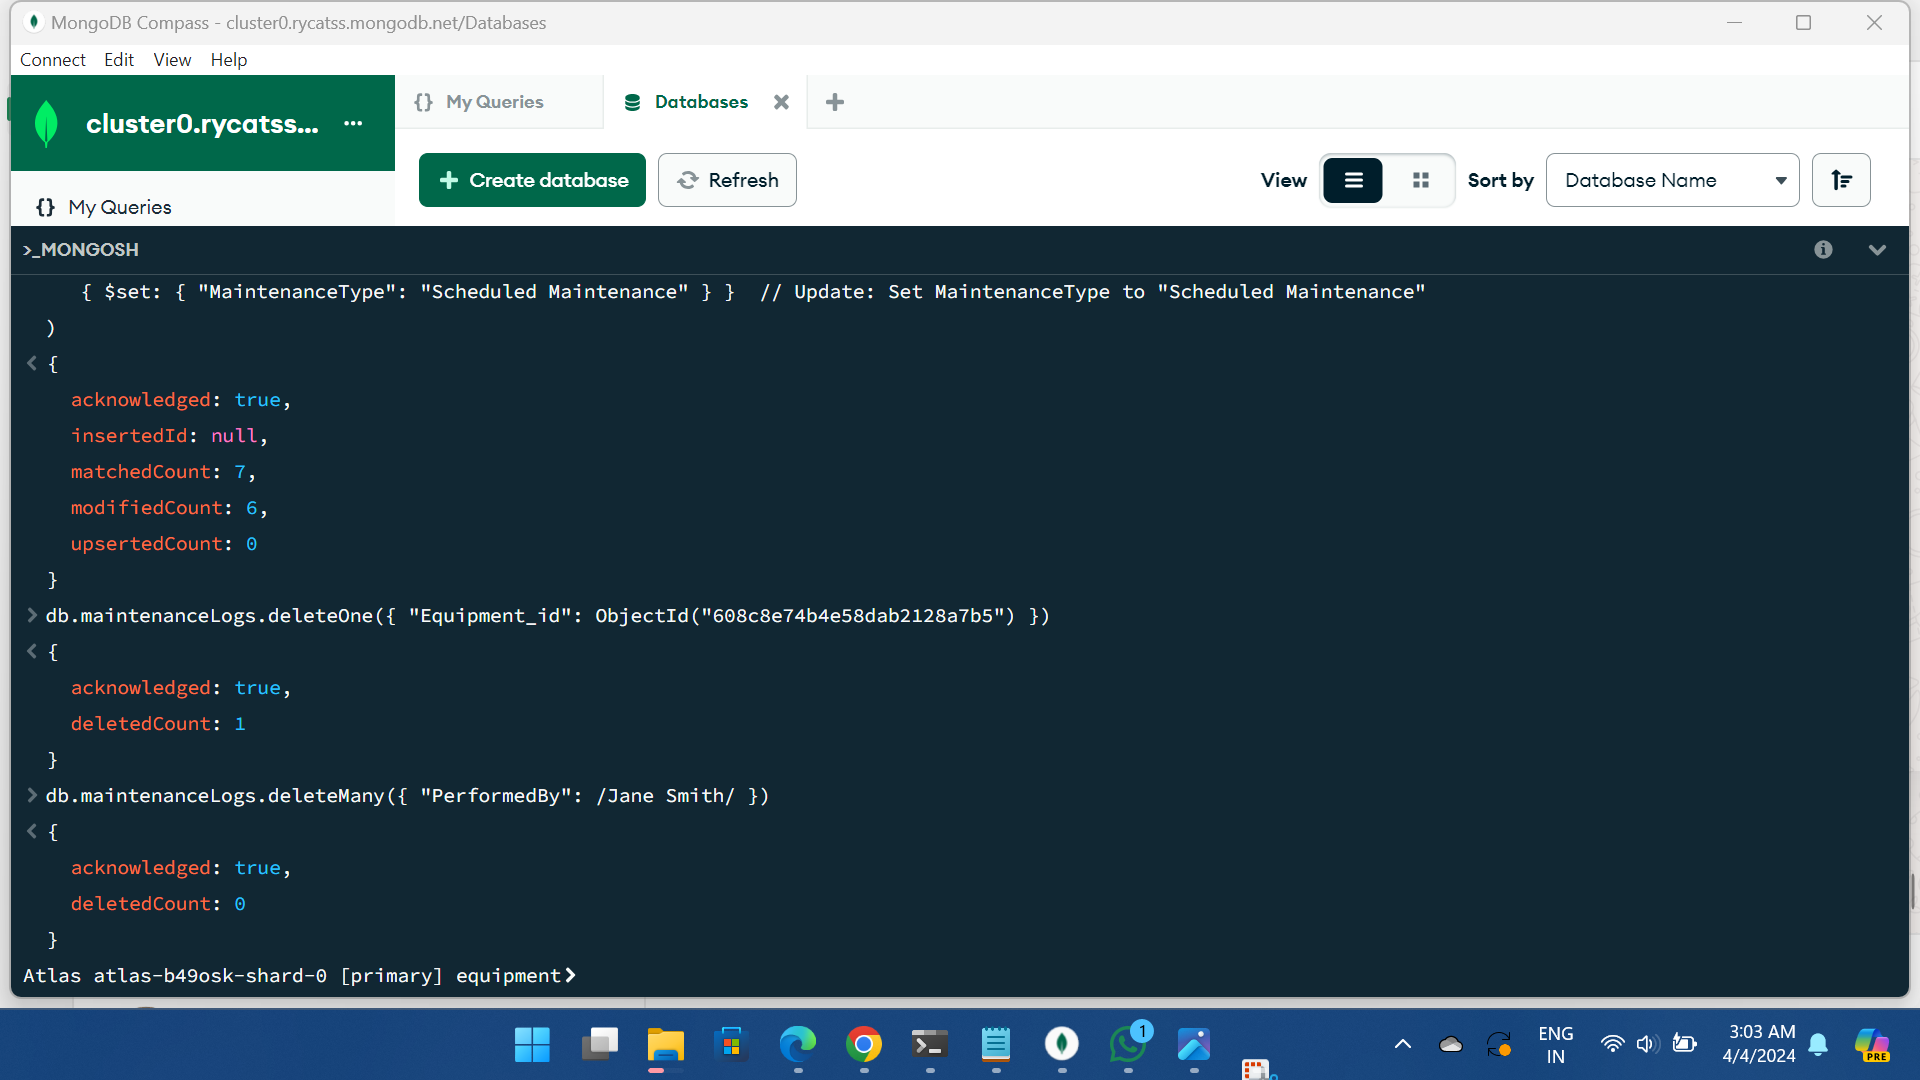 MongoDB Compass - cluster0.rycatss.mongodb.net/Databases
Connect Edit View Help
cluster0.rycatss... ...
{} My Queries
Databases
+ Create database
Refresh
View
Sort by
Database Name
{} My Queries
>_MONGOSH
{ $set: { "MaintenanceType": "Scheduled Maintenance" } }  // Update: Set MaintenanceType to "Scheduled Maintenance"
)
< {
acknowledged: true,
insertedId: null,
matchedCount: 7,
modifiedCount: 6,
upsertedCount: 0
}
> db.maintenanceLogs.deleteOne({ "Equipment_id": ObjectId("608c8e74b4e58dab2128a7b5") })
< {
acknowledged: true,
deletedCount: 1
}
> db.maintenanceLogs.deleteMany({ "PerformedBy": /Jane Smith/ })
< {
acknowledged: true,
deletedCount: 0
}
Atlas atlas-b49osk-shard-0 [primary] equipment>
1
ENG
IN
3:03 AM
4/4/2024
PRE